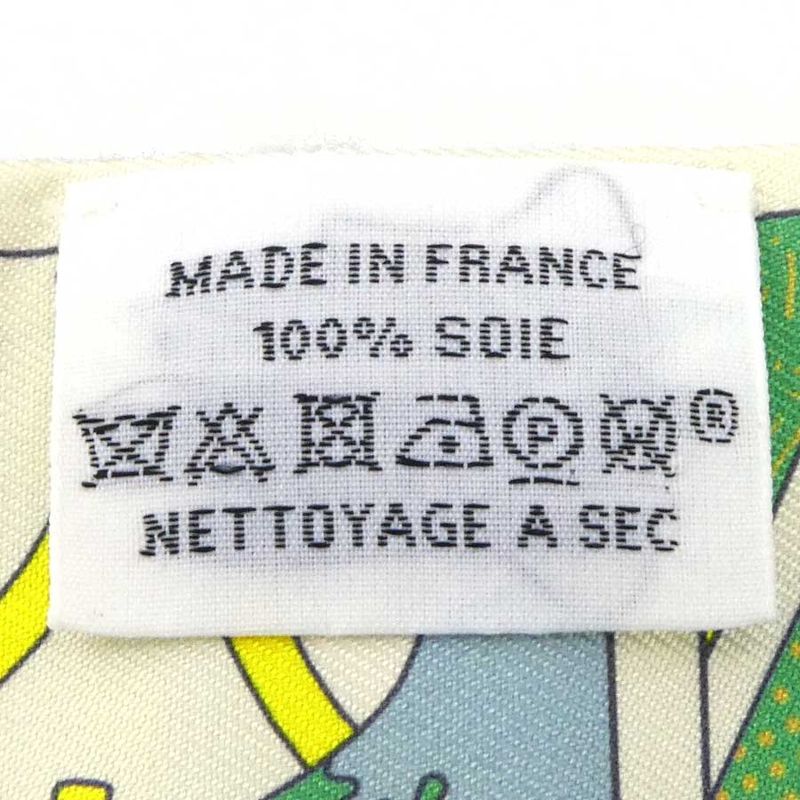 MADE IN FRANCE
100% SOIE
P W ®
NETTOYAGE A SEC